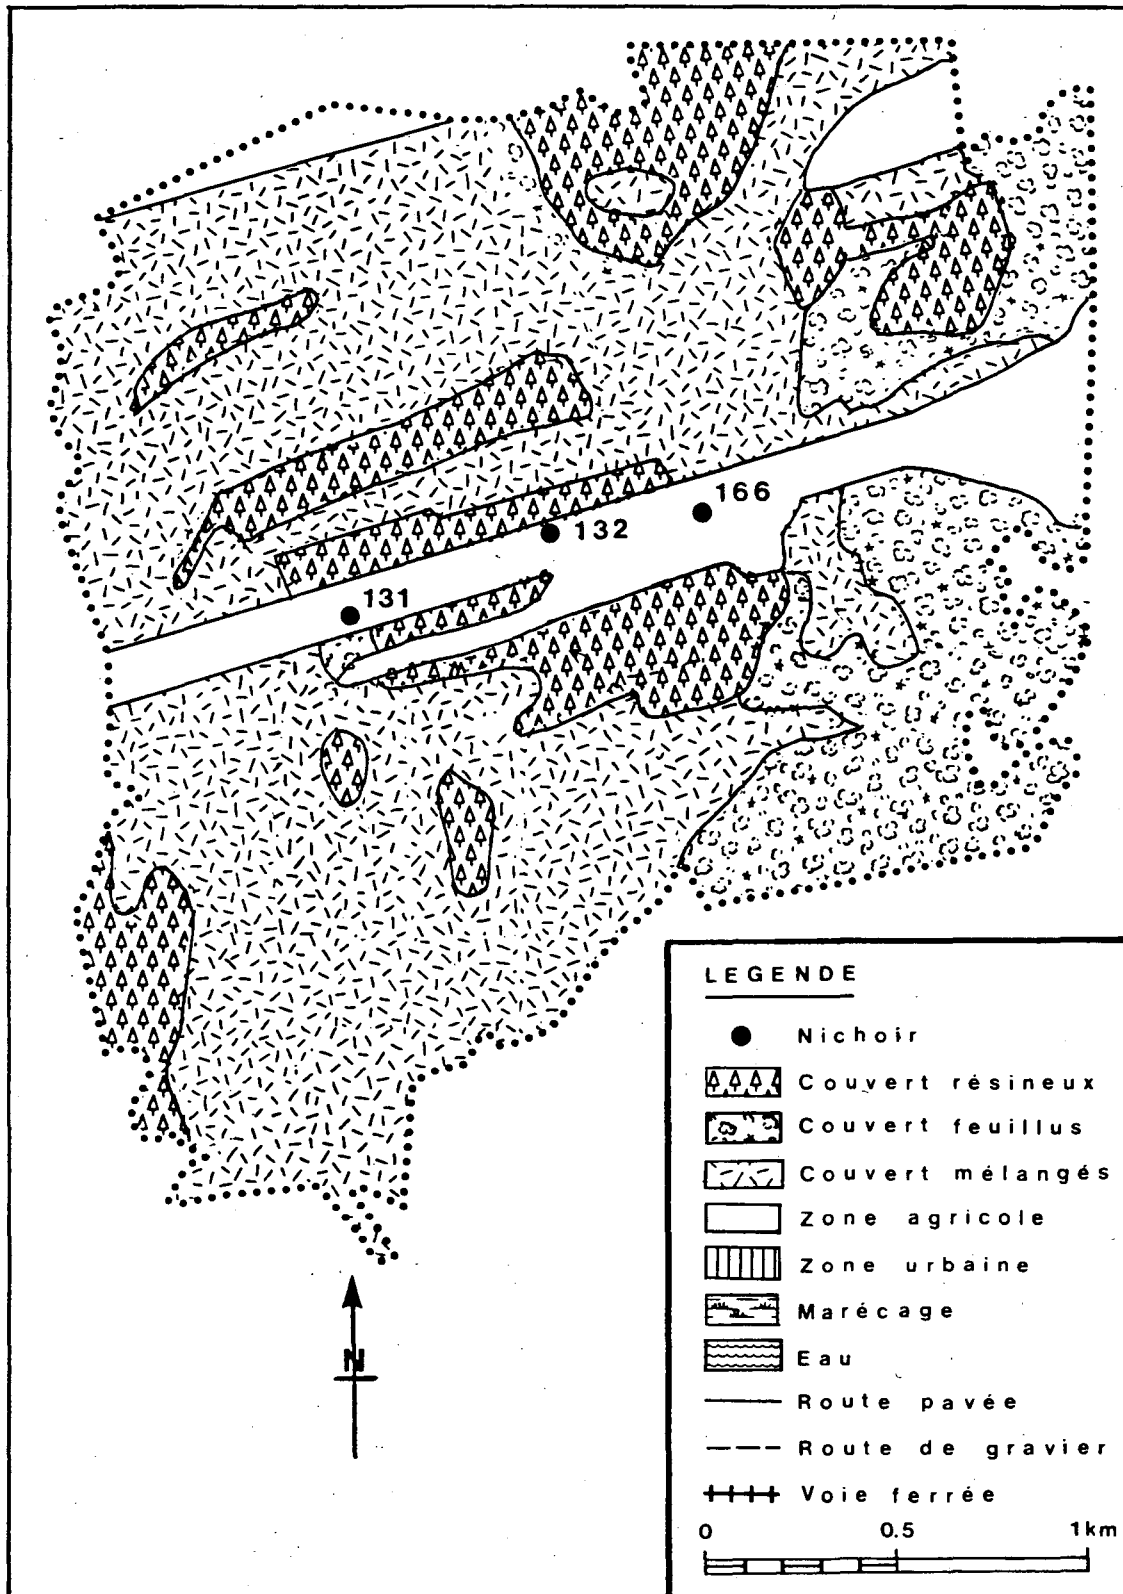 166
132
131
LEGENDE
Nichoir
Couvert résineux
Couvert feuillus
Couvert mélangés
Zone agricole
Zone urbaine
Marécage
Eau
Route pavée
Route de gravier
Voie ferrée
0 0.5 1km
N